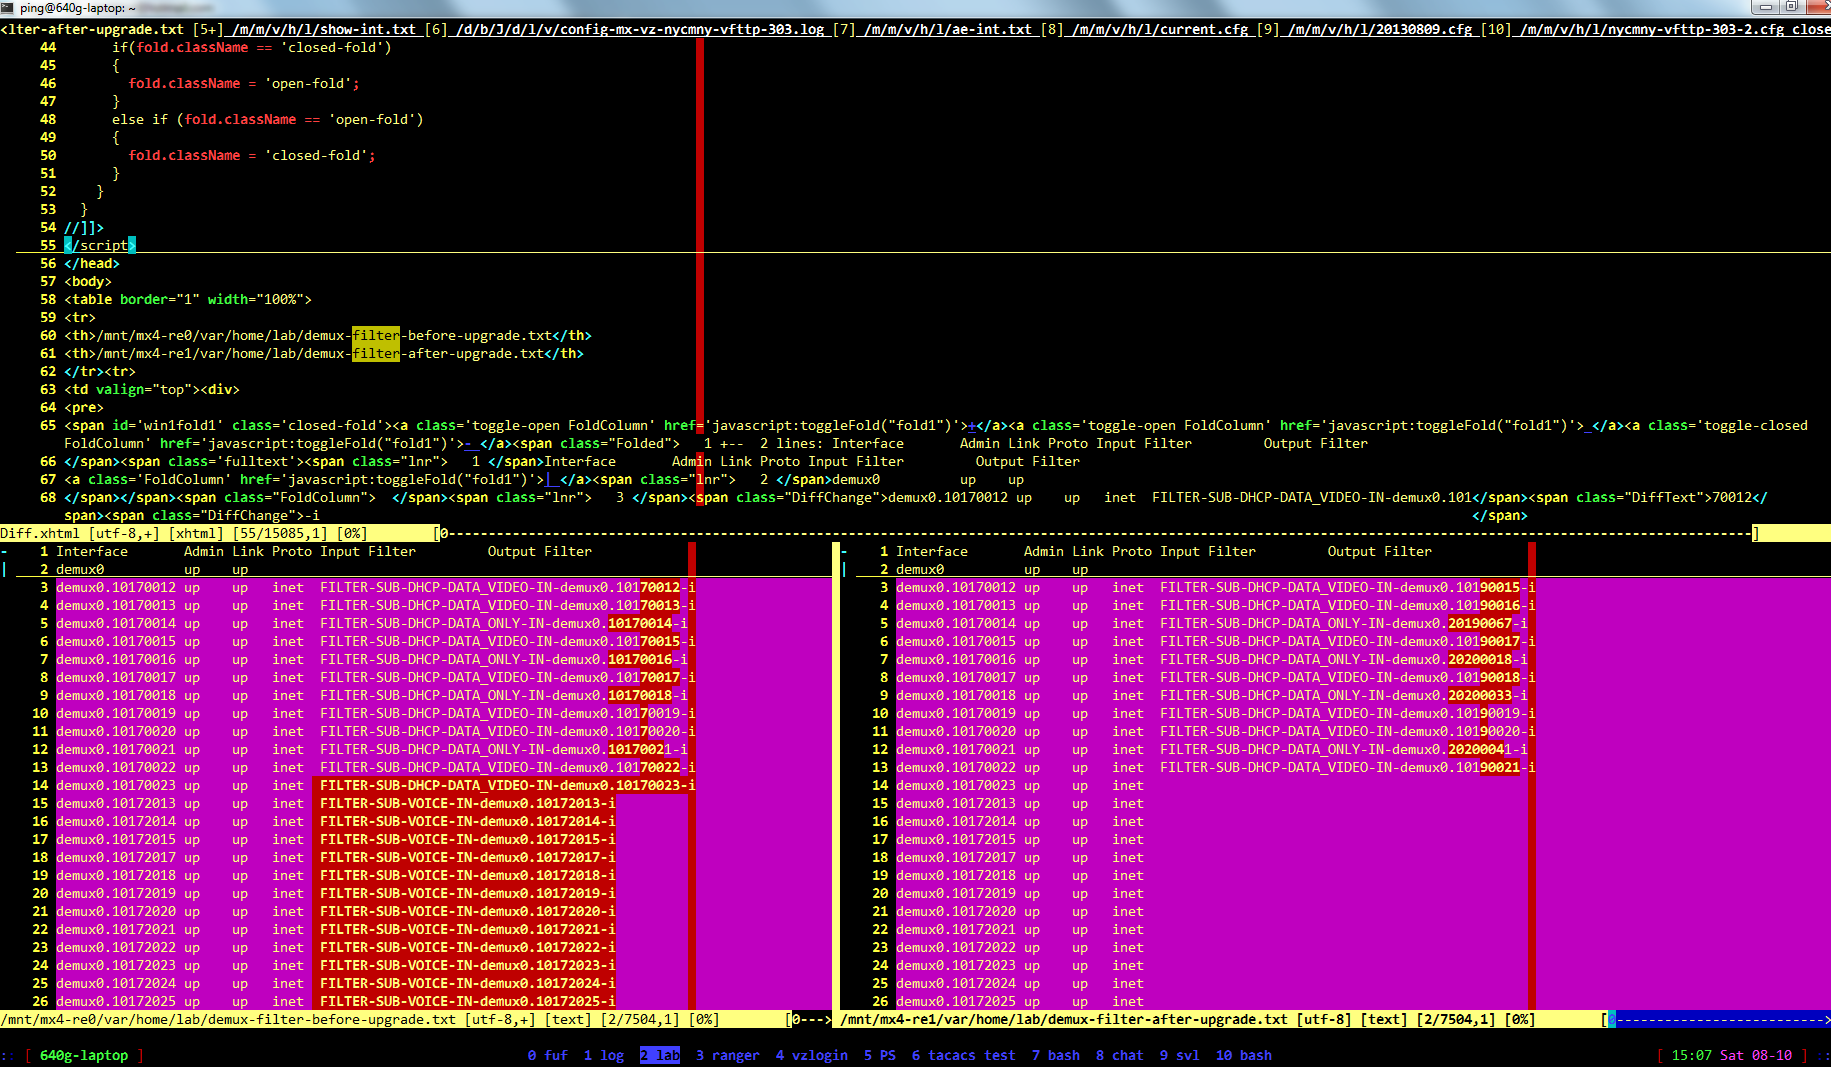 ping@640g-laptop: ~
<lter-after-upgrade.txt [5+] /m/m/v/h/l/show-int.txt [6] /d/b/J/d/l/v/config-mx-vz-nycmny-vfttp-303.log [7] /m/m/v/h/l/ae-int.txt [8] /m/m/v/h/l/current.cfg [9] /m/m/v/h/l/20130809.cfg [10] /m/m/v/h/l/nycmny-vfttp-303-2.cfg close
44       if(fold.className == 'closed-fold')
45       {
46         fold.className = 'open-fold';
47       }
48       else if (fold.className == 'open-fold')
49       {
50         fold.className = 'closed-fold';
51       }
52     }
53   }
54 //]]>
55 </script>
56 </head>
57 <body>
58 <table border="1" width="100%">
59 <tr>
60 <th>/mnt/mx4-re0/var/home/lab/demux-filter-before-upgrade.txt</th>
61 <th>/mnt/mx4-re1/var/home/lab/demux-filter-after-upgrade.txt</th>
62 </tr><tr>
63 <td valign="top"><div>
64 <pre>
65 <span id='win1fold1' class='closed-fold'><a class='toggle-open FoldColumn' href='javascript:toggleFold("fold1")'>+</a><a class='toggle-open FoldColumn' href='javascript:toggleFold("fold1")'> </a><a class='toggle-closed
FoldColumn' href='javascript:toggleFold("fold1")'>- </a><span class="Folded">   1 +--  2 lines: Interface       Admin Link Proto Input Filter         Output Filter
66 </span><span class='fulltext'><span class="lnr">   1 </span>Interface       Admin Link Proto Input Filter         Output Filter
67 <a class='FoldColumn' href='javascript:toggleFold("fold1")'>| </a><span class="lnr">   2 </span>demux0          up   up
68 </span></span><span class="FoldColumn">  </span><span class="lnr">   3 </span><span class="DiffChange">demux0.10170012 up    up   inet  FILTER-SUB-DHCP-DATA_VIDEO-IN-demux0.101</span><span class="DiffText">70012</
span><span class="DiffChange">-i                                                </span>
Diff.xhtml [utf-8,+] [xhtml] [55/15085,1] [0%] [0---]
- 1 Interface       Admin Link Proto Input Filter         Output Filter
| 2 demux0          up    up
3 demux0.10170012 up    up   inet  FILTER-SUB-DHCP-DATA_VIDEO-IN-demux0.10170012-i
4 demux0.10170013 up    up   inet  FILTER-SUB-DHCP-DATA_VIDEO-IN-demux0.10170013-i
5 demux0.10170014 up    up   inet  FILTER-SUB-DHCP-DATA_ONLY-IN-demux0.10170014-i
6 demux0.10170015 up    up   inet  FILTER-SUB-DHCP-DATA_VIDEO-IN-demux0.10170015-i
7 demux0.10170016 up    up   inet  FILTER-SUB-DHCP-DATA_ONLY-IN-demux0.10170016-i
8 demux0.10170017 up    up   inet  FILTER-SUB-DHCP-DATA_VIDEO-IN-demux0.10170017-i
9 demux0.10170018 up    up   inet  FILTER-SUB-DHCP-DATA_ONLY-IN-demux0.10170018-i
10 demux0.10170019 up    up   inet  FILTER-SUB-DHCP-DATA_VIDEO-IN-demux0.10170019-i
11 demux0.10170020 up    up   inet  FILTER-SUB-DHCP-DATA_VIDEO-IN-demux0.10170020-i
12 demux0.10170021 up    up   inet  FILTER-SUB-DHCP-DATA_ONLY-IN-demux0.10170021-i
13 demux0.10170022 up    up   inet  FILTER-SUB-DHCP-DATA_VIDEO-IN-demux0.10170022-i
14 demux0.10170023 up    up   inet  FILTER-SUB-DHCP-DATA_VIDEO-IN-demux0.10170023-i
15 demux0.10172013 up    up   inet  FILTER-SUB-VOICE-IN-demux0.10172013-i
16 demux0.10172014 up    up   inet  FILTER-SUB-VOICE-IN-demux0.10172014-i
17 demux0.10172015 up    up   inet  FILTER-SUB-VOICE-IN-demux0.10172015-i
18 demux0.10172017 up    up   inet  FILTER-SUB-VOICE-IN-demux0.10172017-i
19 demux0.10172018 up    up   inet  FILTER-SUB-VOICE-IN-demux0.10172018-i
20 demux0.10172019 up    up   inet  FILTER-SUB-VOICE-IN-demux0.10172019-i
21 demux0.10172020 up    up   inet  FILTER-SUB-VOICE-IN-demux0.10172020-i
22 demux0.10172021 up    up   inet  FILTER-SUB-VOICE-IN-demux0.10172021-i
23 demux0.10172022 up    up   inet  FILTER-SUB-VOICE-IN-demux0.10172022-i
24 demux0.10172023 up    up   inet  FILTER-SUB-VOICE-IN-demux0.10172023-i
25 demux0.10172024 up    up   inet  FILTER-SUB-VOICE-IN-demux0.10172024-i
26 demux0.10172025 up    up   inet  FILTER-SUB-VOICE-IN-demux0.10172025-i
/mnt/mx4-re0/var/home/lab/demux-filter-before-upgrade.txt [utf-8,+] [text] [2/7504,1] [0%] [0--->
- 1 Interface       Admin Link Proto Input Filter         Output Filter
| 2 demux0          up    up
3 demux0.10170012 up    up   inet  FILTER-SUB-DHCP-DATA_VIDEO-IN-demux0.10190015-i
4 demux0.10170013 up    up   inet  FILTER-SUB-DHCP-DATA_VIDEO-IN-demux0.10190016-i
5 demux0.10170014 up    up   inet  FILTER-SUB-DHCP-DATA_ONLY-IN-demux0.20190067-i
6 demux0.10170015 up    up   inet  FILTER-SUB-DHCP-DATA_VIDEO-IN-demux0.10190017-i
7 demux0.10170016 up    up   inet  FILTER-SUB-DHCP-DATA_ONLY-IN-demux0.20200018-i
8 demux0.10170017 up    up   inet  FILTER-SUB-DHCP-DATA_VIDEO-IN-demux0.10190018-i
9 demux0.10170018 up    up   inet  FILTER-SUB-DHCP-DATA_ONLY-IN-demux0.20200033-i
10 demux0.10170019 up    up   inet  FILTER-SUB-DHCP-DATA_VIDEO-IN-demux0.10190019-i
11 demux0.10170020 up    up   inet  FILTER-SUB-DHCP-DATA_VIDEO-IN-demux0.10190020-i
12 demux0.10170021 up    up   inet  FILTER-SUB-DHCP-DATA_ONLY-IN-demux0.20200041-i
13 demux0.10170022 up    up   inet  FILTER-SUB-DHCP-DATA_VIDEO-IN-demux0.10190021-i
14 demux0.10170023 up    up   inet
15 demux0.10172013 up    up   inet
16 demux0.10172014 up    up   inet
17 demux0.10172015 up    up   inet
18 demux0.10172017 up    up   inet
19 demux0.10172018 up    up   inet
20 demux0.10172019 up    up   inet
21 demux0.10172020 up    up   inet
22 demux0.10172021 up    up   inet
23 demux0.10172022 up    up   inet
24 demux0.10172023 up    up   inet
25 demux0.10172024 up    up   inet
26 demux0.10172025 up    up   inet
/mnt/mx4-re1/var/home/lab/demux-filter-after-upgrade.txt [utf-8] [text] [2/7504,1] [0%] [0--->
:: [ 640g-laptop ] 0 fuf  1 log  2 lab  3 ranger  4 vzlogin  5 PS  6 tacacs test  7 bash  8 chat  9 svl  10 bash [ 15:07 Sat 08-10 ] ::